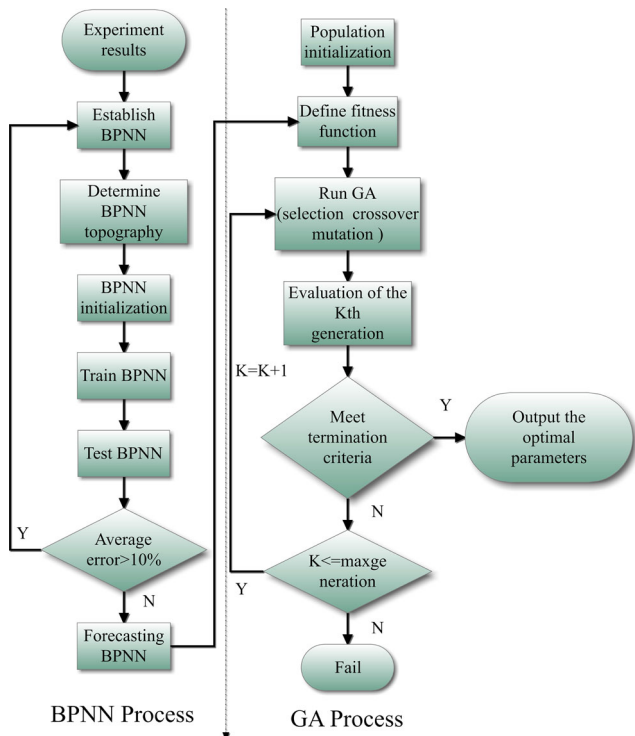 Experiment
results
Establish
BPNN
Determine
BPNN
topography
BPNN
initialization
Train BPNN
Test BPNN
Y
Average
error>10%
N
Forecasting
BPNN
BPNN Process
Population
initialization
Define fitness
function
Run GA
(selection crossover
mutation )
Evaluation of the
Kth
generation
K=K+1
Meet
termination
criteria
Y
Output the
optimal
parameters
N
K<=maxge
neration
Y
N
Fail
GA Process